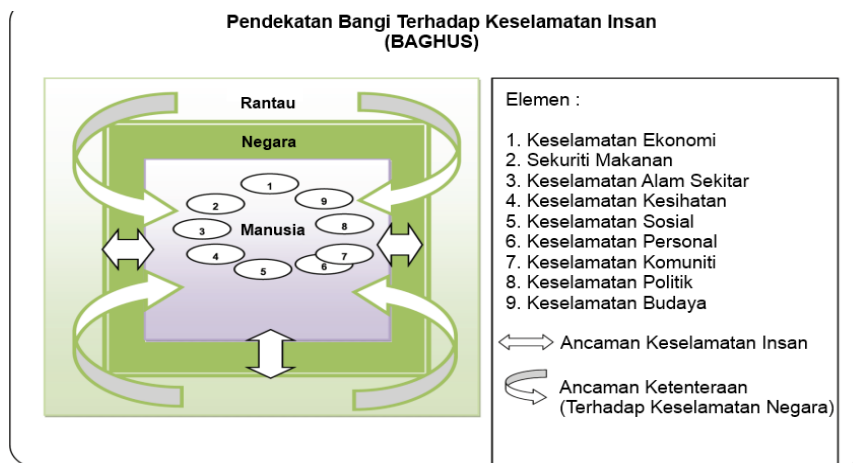 Pendekatan Bangi Terhadap Keselamatan Insan
(BAGHUS)
Rantau
Negara
1
2
9
3
Manusia
8
4
7
5
6
Elemen :
1. Keselamatan Ekonomi
2. Sekuriti Makanan
3. Keselamatan Alam Sekitar
4. Keselamatan Kesihatan
5. Keselamatan Sosial
6. Keselamatan Personal
7. Keselamatan Komuniti
8. Keselamatan Politik
9. Keselamatan Budaya
Ancaman Keselamatan Insan
Ancaman Ketenteraan
(Terhadap Keselamatan Negara)